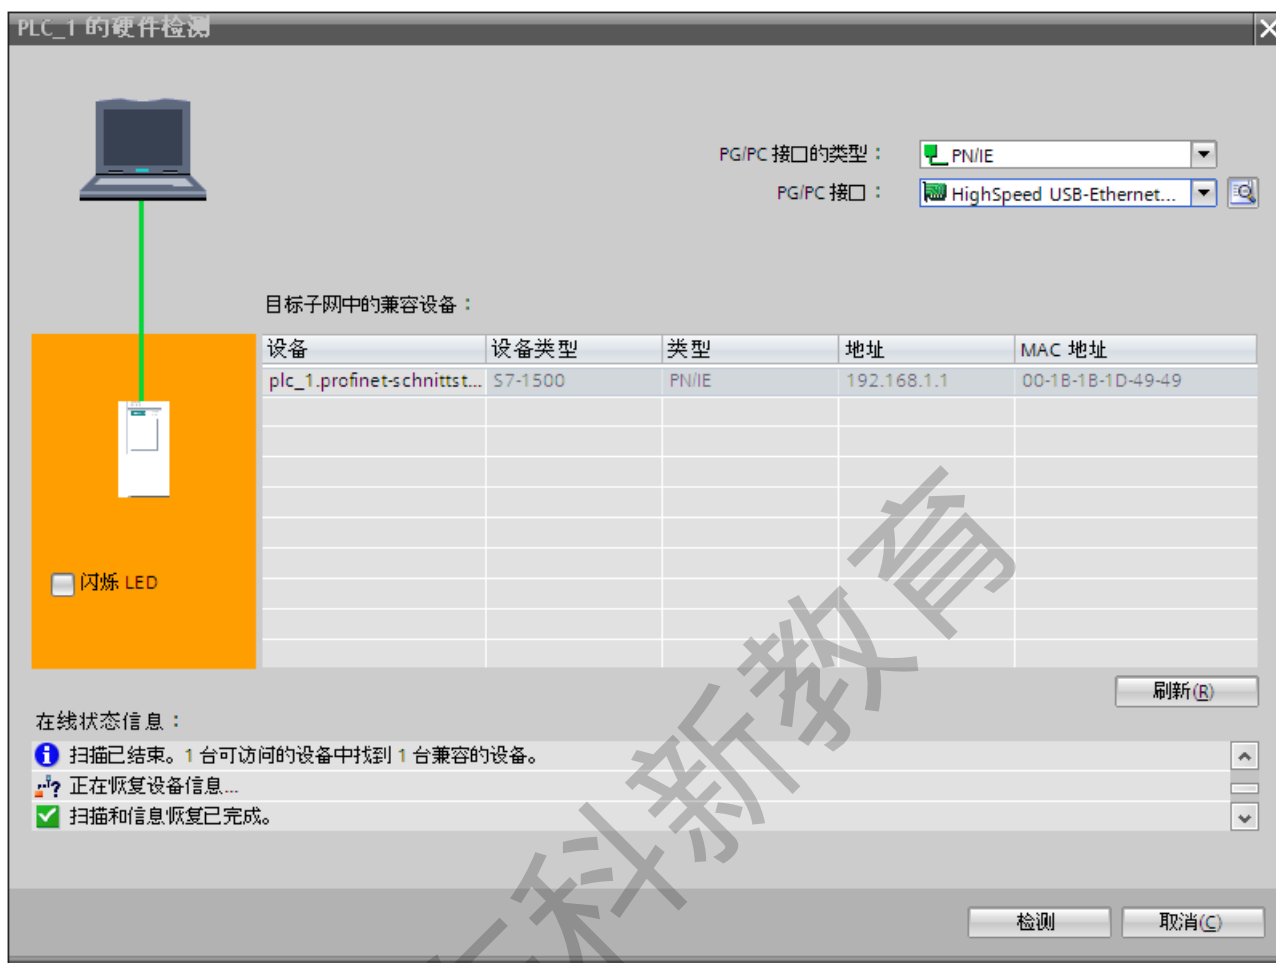 PLC_1 的硬件检测
PG/PC 接口的类型： PN/IE
PG/PC 接口： HighSpeed USB-Ethernet...
目标子网中的兼容设备：
设备 设备类型 类型 地址 MAC 地址
plc_1.profinet-schnittst... S7-1500 PN/IE 192.168.1.1 00-1B-1B-1D-49-49
闪烁 LED
刷新(R)
在线状态信息：
扫描已结束。1 台可访问的设备中找到 1 台兼容的设备。
正在恢复设备信息...
扫描和信息恢复已完成。
检测 取消(C)
科新教育